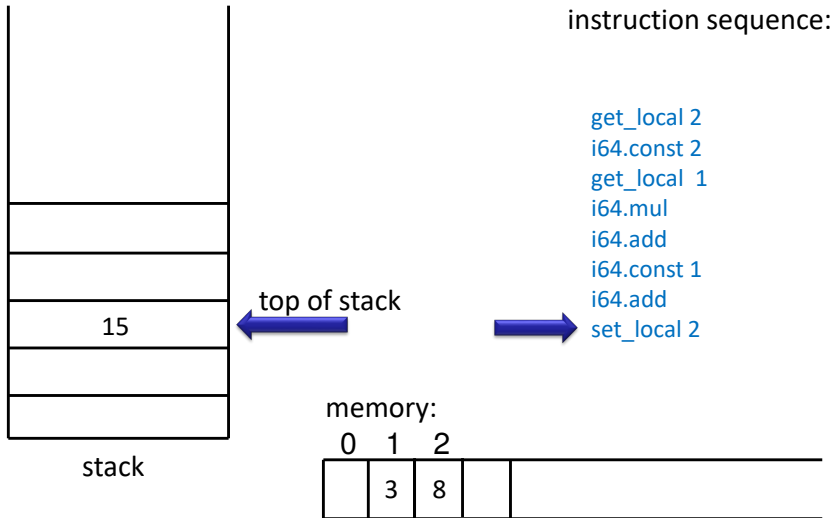 instruction sequence:
get_local 2
i64.const 2
get_local 1
i64.mul
i64.add
i64.const 1
i64.add
set_local 2
top of stack
15
stack
memory:
0 1 2
3 8